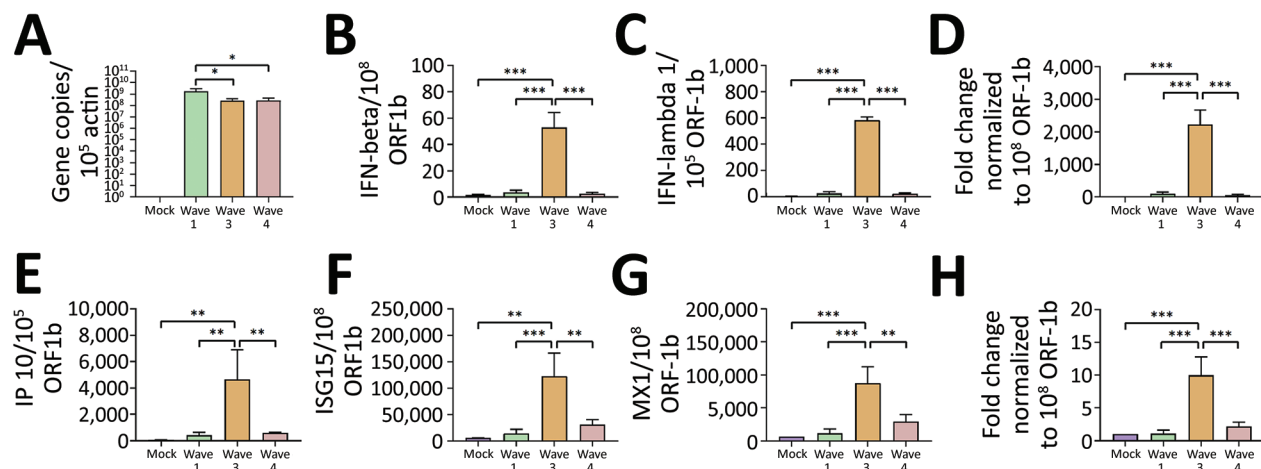 A
Gene copies/
10⁵ actin
10¹¹
10¹⁰
10⁹
10⁸
10⁷
10⁶
10⁵
10⁴
10³
10²
10¹
10⁰
*
*
Mock Wave Wave Wave
1 3 4
B
IFN-beta/10⁸
ORF1b
100
80
60
40
20
0
***
*** ***
Mock Wave Wave Wave
1 3 4
C
IFN-lambda 1/
10⁵ ORF-1b
1,000
800
600
400
200
0
***
*** ***
Mock Wave Wave Wave
1 3 4
D
Fold change
normalized
to 10⁸ ORF-1b
4,000
3,000
2,000
1,000
0
***
*** ***
Mock Wave Wave Wave
1 3 4
E
IP 10/10⁵
ORF1b
10,000
8,000
6,000
4,000
2,000
0
**
** **
Mock Wave Wave Wave
1 3 4
F
ISG15/10⁸
ORF1b
250,000
200,000
150,000
100,000
50,000
0
**
*** **
Mock Wave Wave Wave
1 3 4
G
MX1/10⁸
ORF-1b
200,000
150,000
100,000
5,0000
0
***
*** **
Mock Wave Wave Wave
1 3 4
H
Fold change
normalized
to 10⁸ ORF-1b
20
15
10
5
0
***
*** ***
Mock Wave Wave Wave
1 3 4